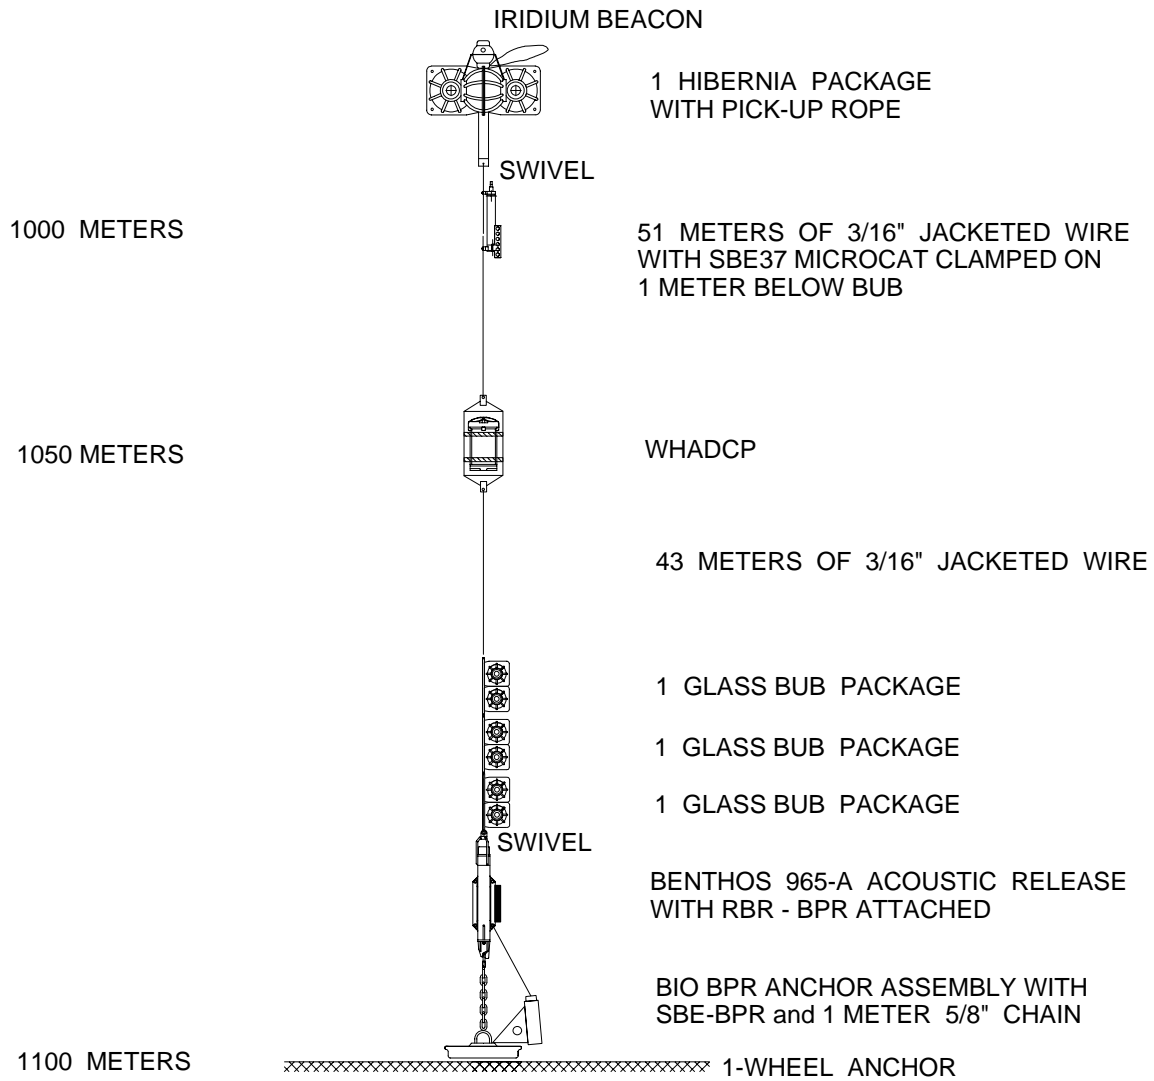 IRIDIUM BEACON
1 HIBERNIA PACKAGE
WITH PICK-UP ROPE
SWIVEL
1000 METERS
51 METERS OF 3/16" JACKETED WIRE
WITH SBE37 MICROCAT CLAMPED ON
1 METER BELOW BUB
1050 METERS
WHADCP
43 METERS OF 3/16" JACKETED WIRE
1 GLASS BUB PACKAGE
1 GLASS BUB PACKAGE
1 GLASS BUB PACKAGE
SWIVEL
BENTHOS 965-A ACOUSTIC RELEASE
WITH RBR - BPR ATTACHED
BIO BPR ANCHOR ASSEMBLY WITH
SBE-BPR and 1 METER 5/8" CHAIN
1100 METERS
1-WHEEL ANCHOR